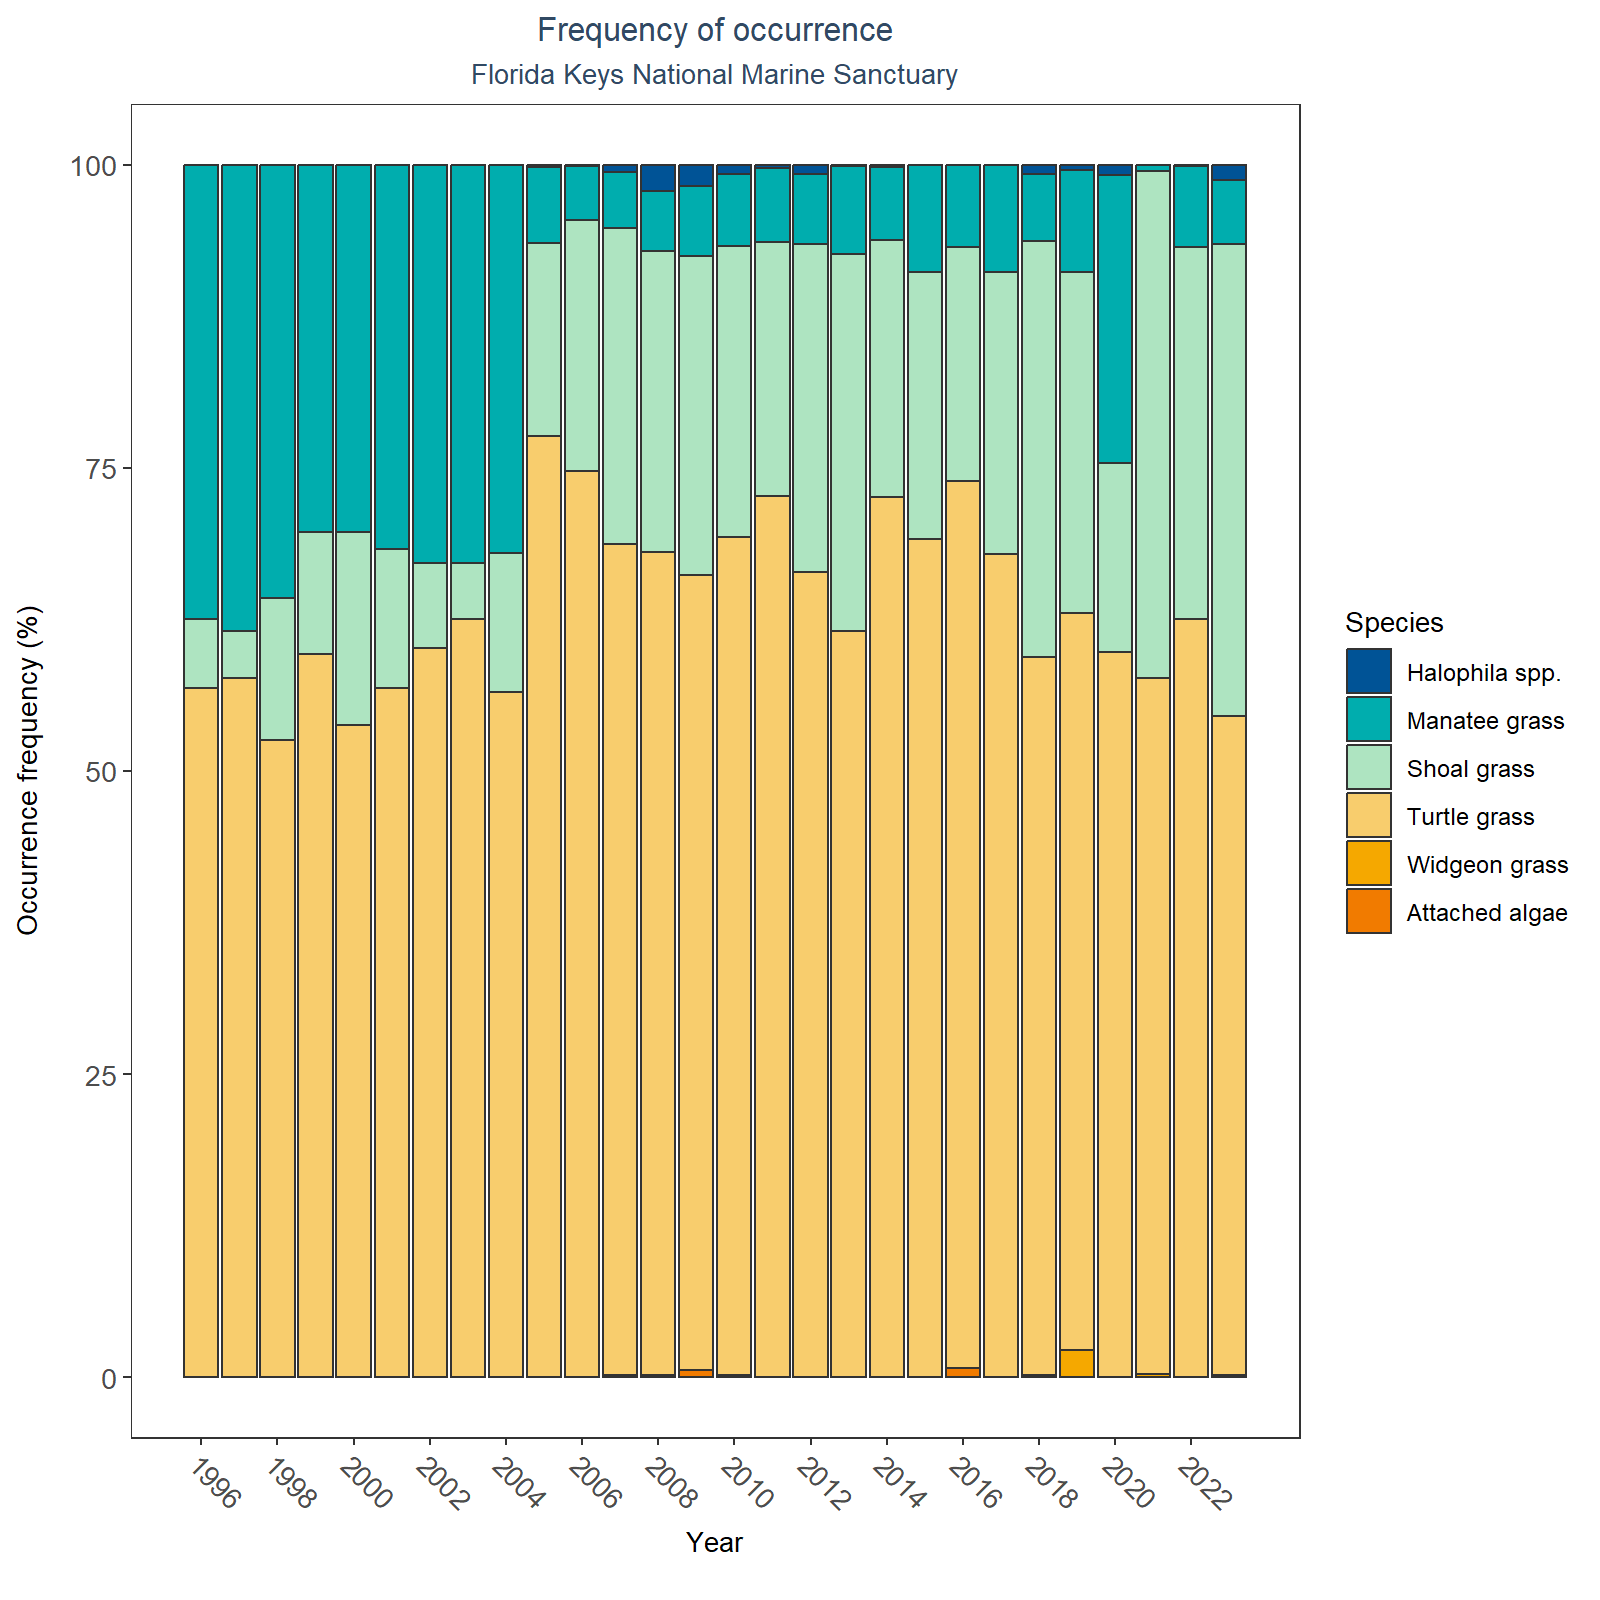 Frequency of occurrence
Florida Keys National Marine Sanctuary
Occurrence frequency (%)
100
75
50
25
0
1996
1998
2000
2002
2004
2006
2008
2010
2012
2014
2016
2018
2020
2022
Year
Species
Halophila spp.
Manatee grass
Shoal grass
Turtle grass
Widgeon grass
Attached algae